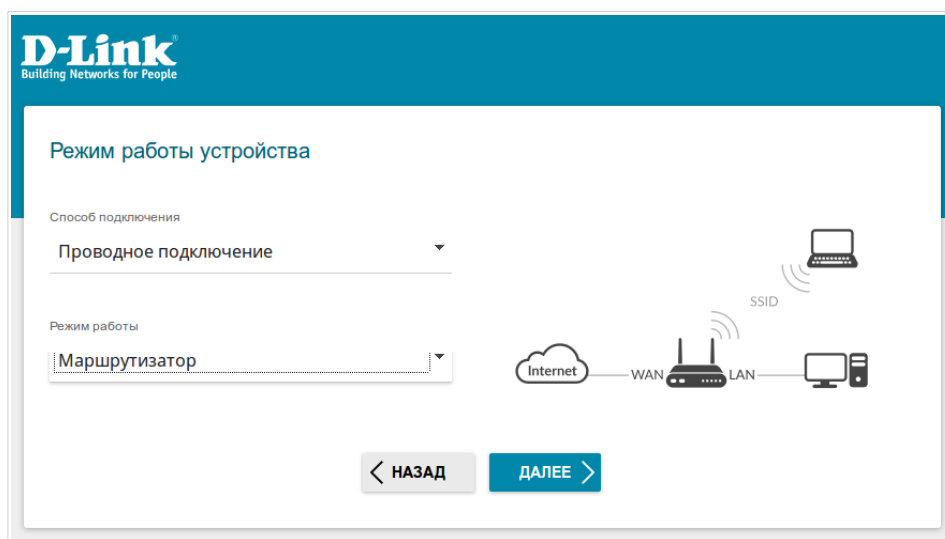 D-Link
Building Networks for People
Режим работы устройства
Способ подключения
Проводное подключение
SSID
Режим работы
Маршрутизатор
Internet
WAN
LAN
НАЗАД
ДАЛЕЕ